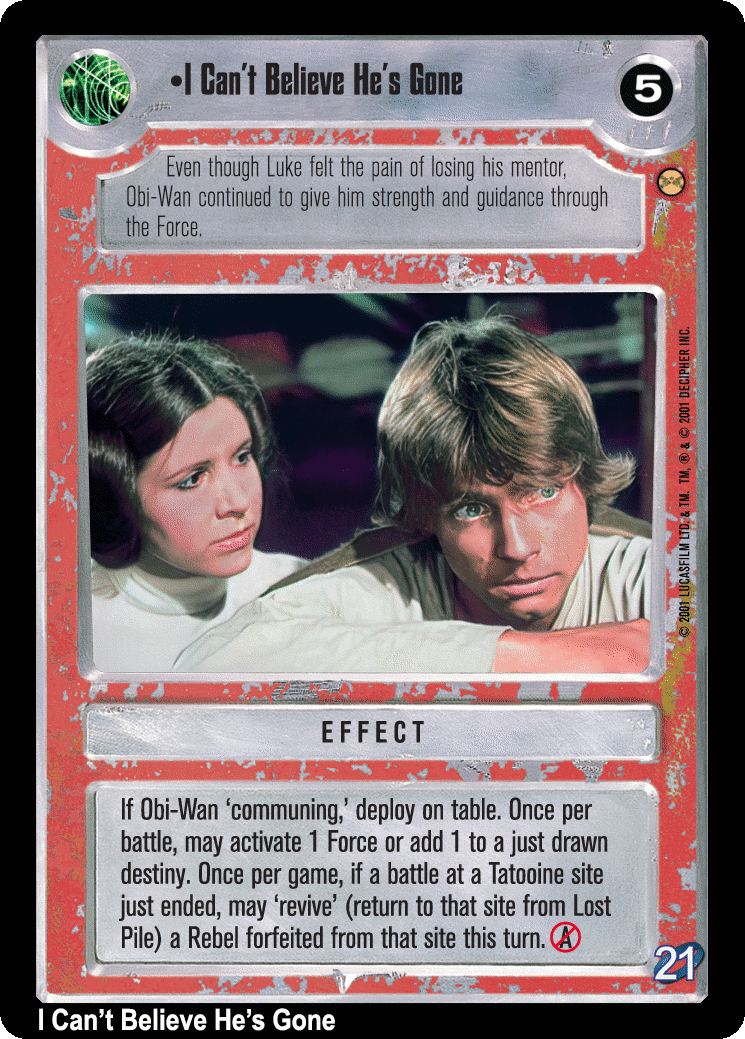 •I Can't Believe He's Gone
5
Even though Luke felt the pain of losing his mentor,
Obi-Wan continued to give him strength and guidance through
the Force.
© 2001 LUCASFILM LTD. & TM. TM, ® & © 2001 DECIPHER INC.
EFFECT
If Obi-Wan ‘communing,’ deploy on table. Once per
battle, may activate 1 Force or add 1 to a just drawn
destiny. Once per game, if a battle at a Tatooine site
just ended, may ‘revive’ (return to that site from Lost
Pile) a Rebel forfeited from that site this turn. A
21
I Can't Believe He's Gone